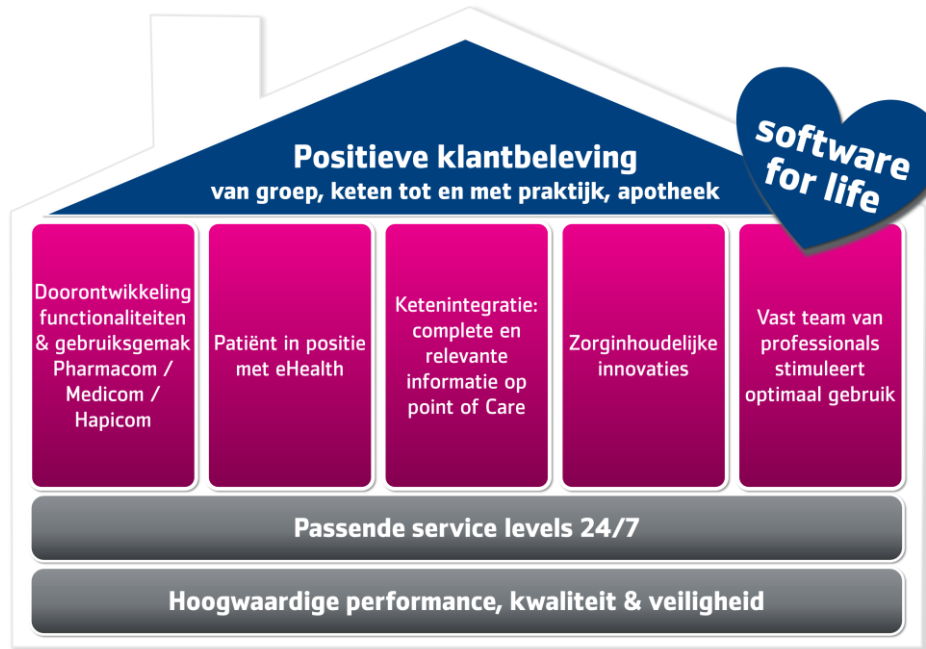 software
for life
Positieve klantbeleving
van groep, keten tot en met praktijk, apotheek
Doorontwikkeling
functionaliteiten
& gebruiksgemak
Pharmacom /
Medicom /
Hapicom
Patiënt in positie
met eHealth
Ketenintegratie:
complete en
relevante
informatie op
point of Care
Zorginhoudelijke
innovaties
Vast team van
professionals
stimuleert
optimaal gebruik
Passende service levels 24/7
Hoogwaardige performance, kwaliteit & veiligheid